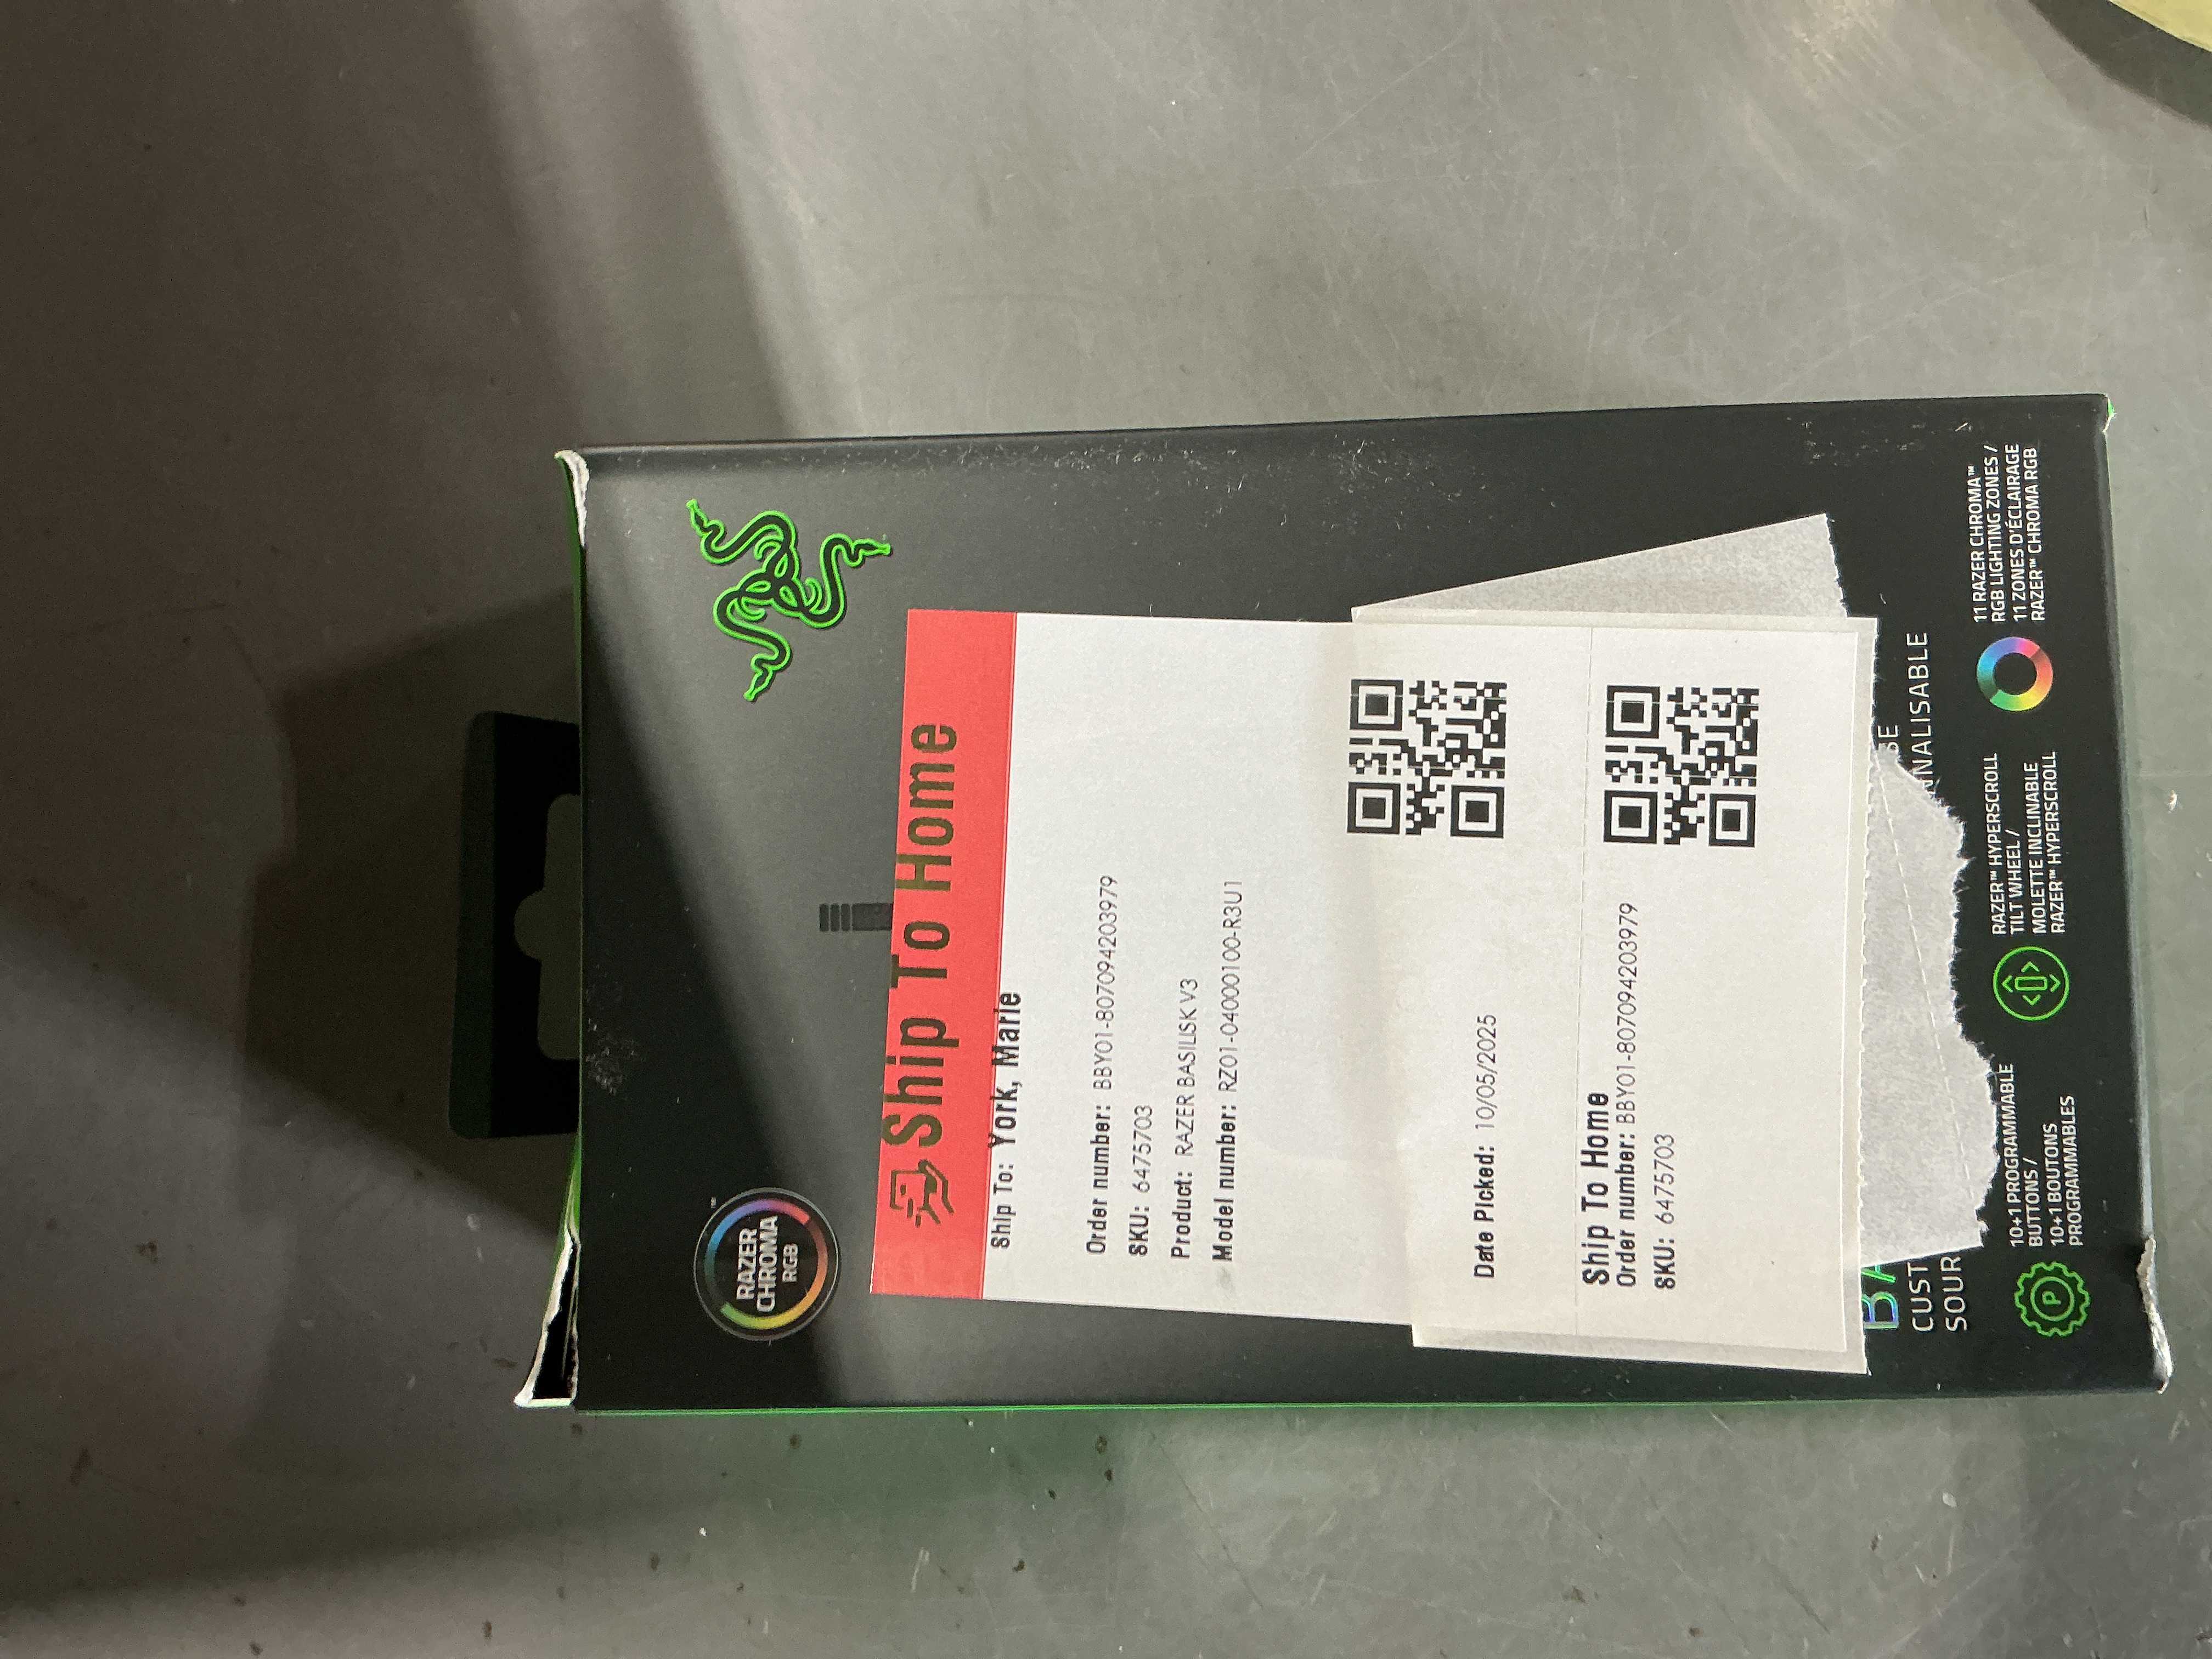 RAZER
CHROMA
RGB
™
Ship To Home
Ship To: York, Marie
Order number: BBY01-807094203979
SKU: 6475703
Product: RAZER BASILISK V3
Model number: RZ01-04000100-R3U1
Date Picked: 10/05/2025
Ship To Home
Order number: BBY01-807094203979
SKU: 6475703
BA
CUST
SOUR
NNALISABLE
10+1 PROGRAMMABLE
BUTTONS /
10+1 BOUTONS
PROGRAMMABLES
RAZER™ HYPERSCROLL
TILT WHEEL /
MOLETTE INCLINABLE
RAZER™ HYPERSCROLL
11 RAZER CHROMA™
RGB LIGHTING ZONES /
11 ZONES D'ÉCLAIRAGE
RAZER™ CHROMA RGB